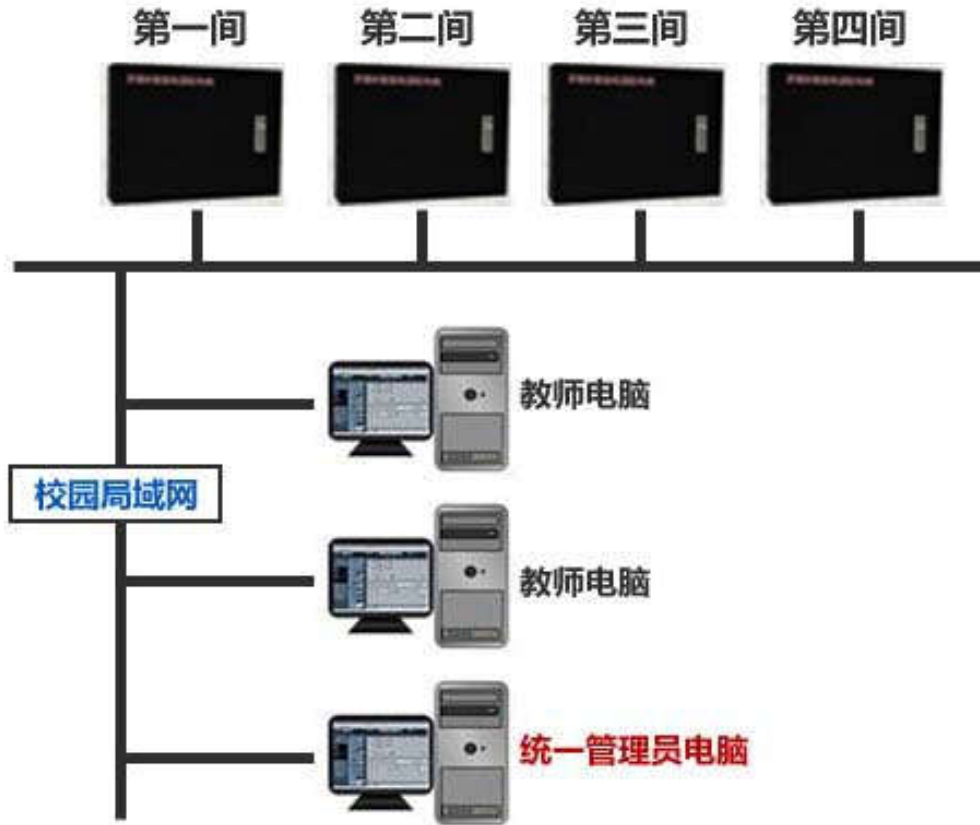 第一间
第二间
第三间
第四间
教师电脑
校园局域网
教师电脑
统一管理员电脑